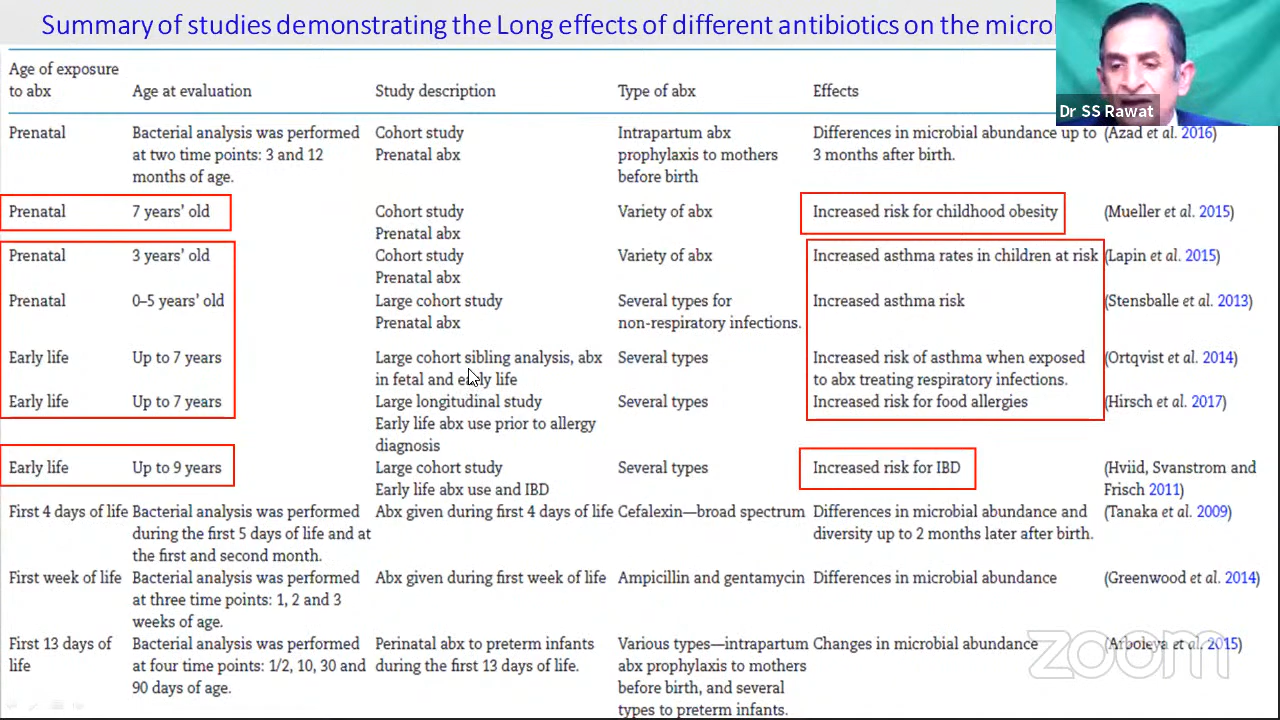 Summary of studies demonstrating the Long effects of different antibiotics on the
Dr SS Rawat
Age of exposure
to abx Age at evaluation Study description Type of abx Effects
Prenatal Bacterial analysis was performed Cohort study Intrapartum abx Differences in microbial abundance up to (Azad et al. 2016)
at two time points: 3 and 12 Prenatal abx prophylaxis to mothers 3 months after birth.
months of age. before birth
Prenatal 7 years' old Cohort study Variety of abx Increased risk for childhood obesity (Mueller et al. 2015)
Prenatal abx
Prenatal 3 years' old Cohort study Variety of abx Increased asthma rates in children at risk (Lapin et al. 2015)
Prenatal abx
Prenatal 0–5 years' old Large cohort study Several types for Increased asthma risk (Stensballe et al. 2013)
Prenatal abx non-respiratory infections.
Early life Up to 7 years Large cohort sibling analysis, abx Several types Increased risk of asthma when exposed (Ortqvist et al. 2014)
in fetal and early life to abx treating respiratory infections.
Early life Up to 7 years Large longitudinal study Several types Increased risk for food allergies (Hirsch et al. 2017)
Early life abx use prior to allergy
diagnosis
Early life Up to 9 years Large cohort study Several types Increased risk for IBD (Hviid, Svanstrom and
Early life abx use and IBD Frisch 2011)
First 4 days of life Bacterial analysis was performed Abx given during first 4 days of life Cefalexin—broad spectrum Differences in microbial abundance and (Tanaka et al. 2009)
during the first 5 days of life and at diversity up to 2 months later after birth.
the first and second month.
First week of life Bacterial analysis was performed Abx given during first week of life Ampicillin and gentamycin Differences in microbial abundance (Greenwood et al. 2014)
at three time points: 1, 2 and 3
weeks of age.
First 13 days of Bacterial analysis was performed Perinatal abx to preterm infants Various types—intrapartum Changes in microbial abundance (Arboleya et al. 2015)
life at four time points: 1/2, 10, 30 and during the first 13 days of life. abx prophylaxis to mothers
90 days of age. before birth, and several
types to preterm infants.
zoom